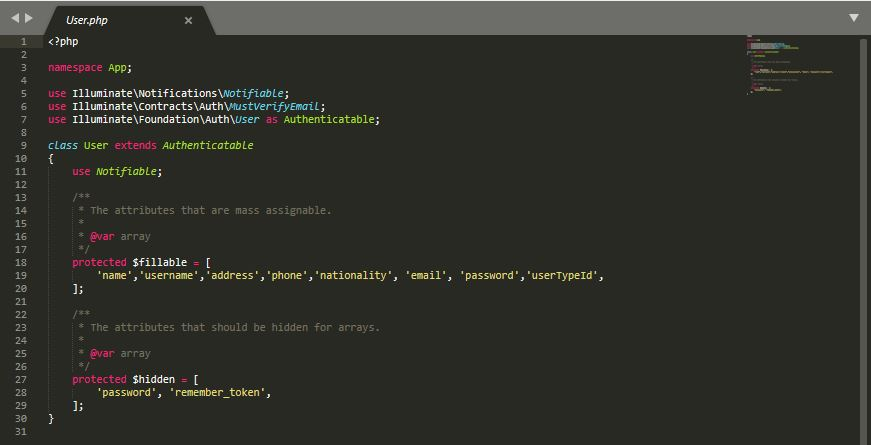 User.php
1 <?php
2
3 namespace App;
4
5 use Illuminate\Notifications\Notifiable;
6 use Illuminate\Contracts\Auth\MustVerifyEmail;
7 use Illuminate\Foundation\Auth\User as Authenticatable;
8
9 class User extends Authenticatable
10 {
11     use Notifiable;
12
13     /**
14      * The attributes that are mass assignable.
15      *
16      * @var array
17      */
18     protected $fillable = [
19         'name','username','address','phone','nationality', 'email', 'password','userTypeId',
20     ];
21
22     /**
23      * The attributes that should be hidden for arrays.
24      *
25      * @var array
26      */
27     protected $hidden = [
28         'password', 'remember_token',
29     ];
30 }
31